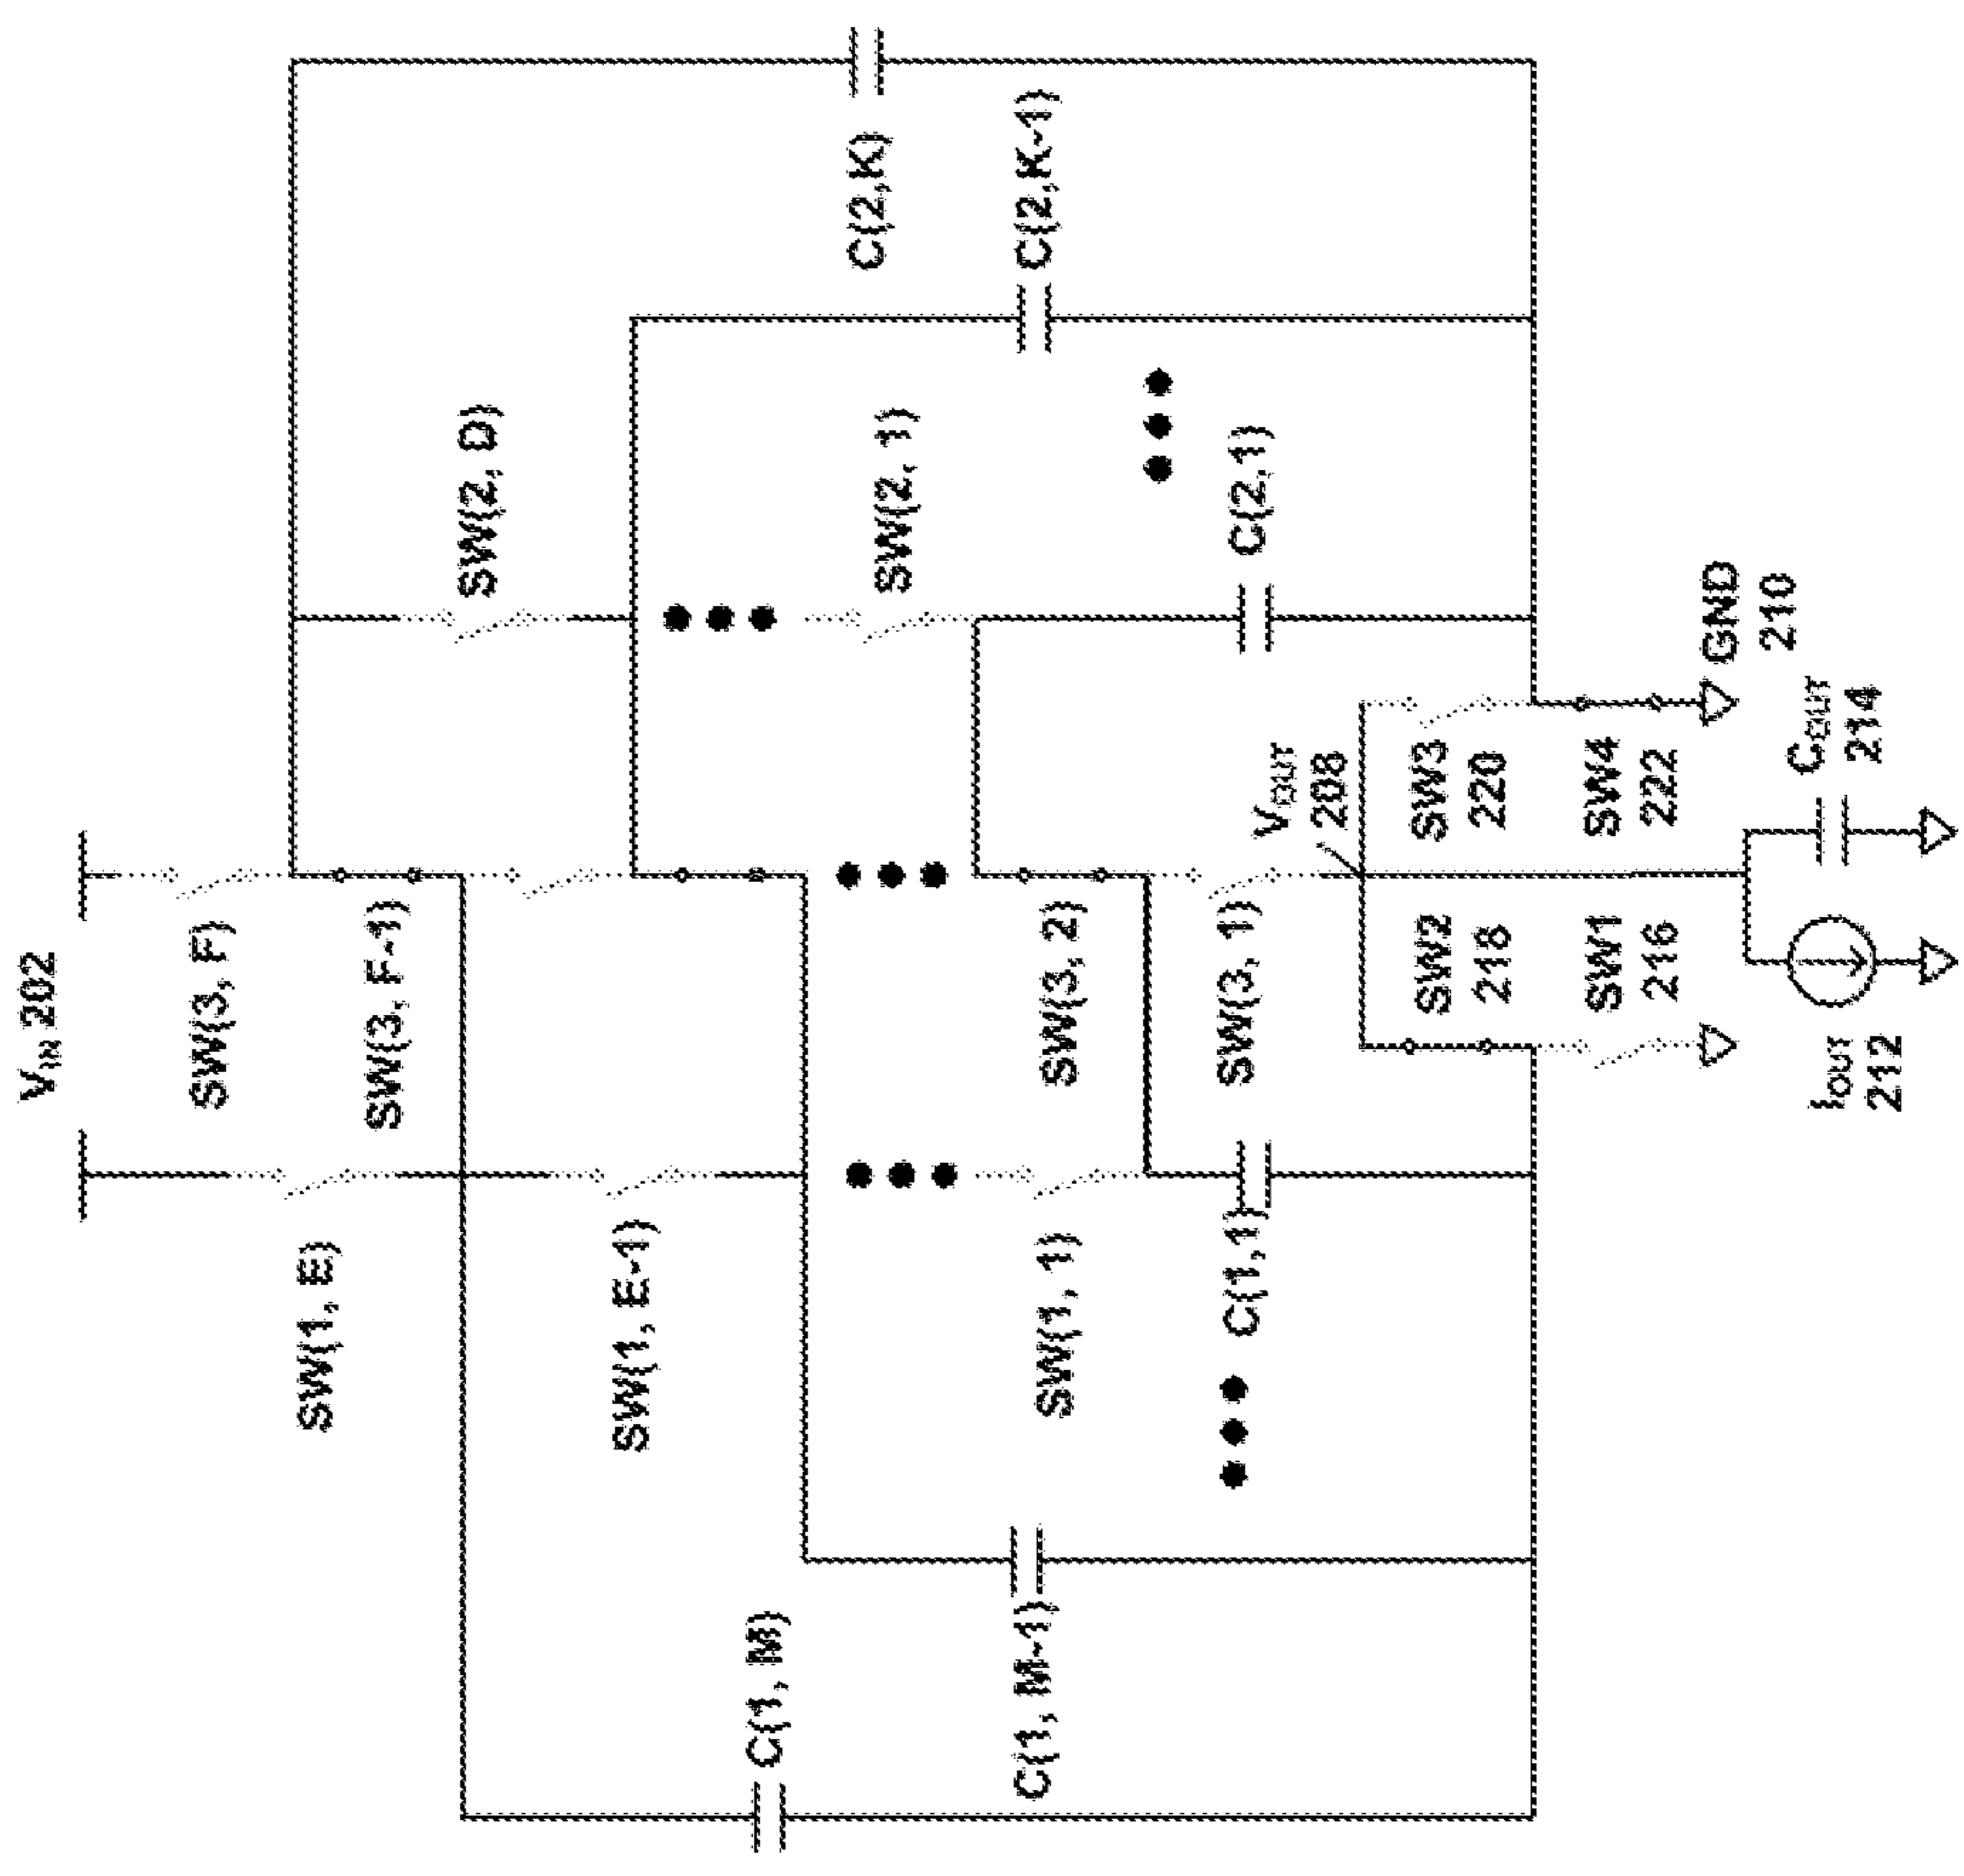 V_IN, 202
SW(3, F)
SW(3, F-1)
SW(1, E)
SW(1, E-1)
SW(2, D)
SW(2, 1)
C(2,K)
C(2,K-1)
C(2,1)
SW(3, 2)
SW(3, 1)
SW(1, 1)
C(1,1)
C(1, M)
C(1, M-1)
V_OUT
208
SW2
218
SW1
216
SW3
220
SW4
222
GND
210
C_OUT
214
I_OUT
212